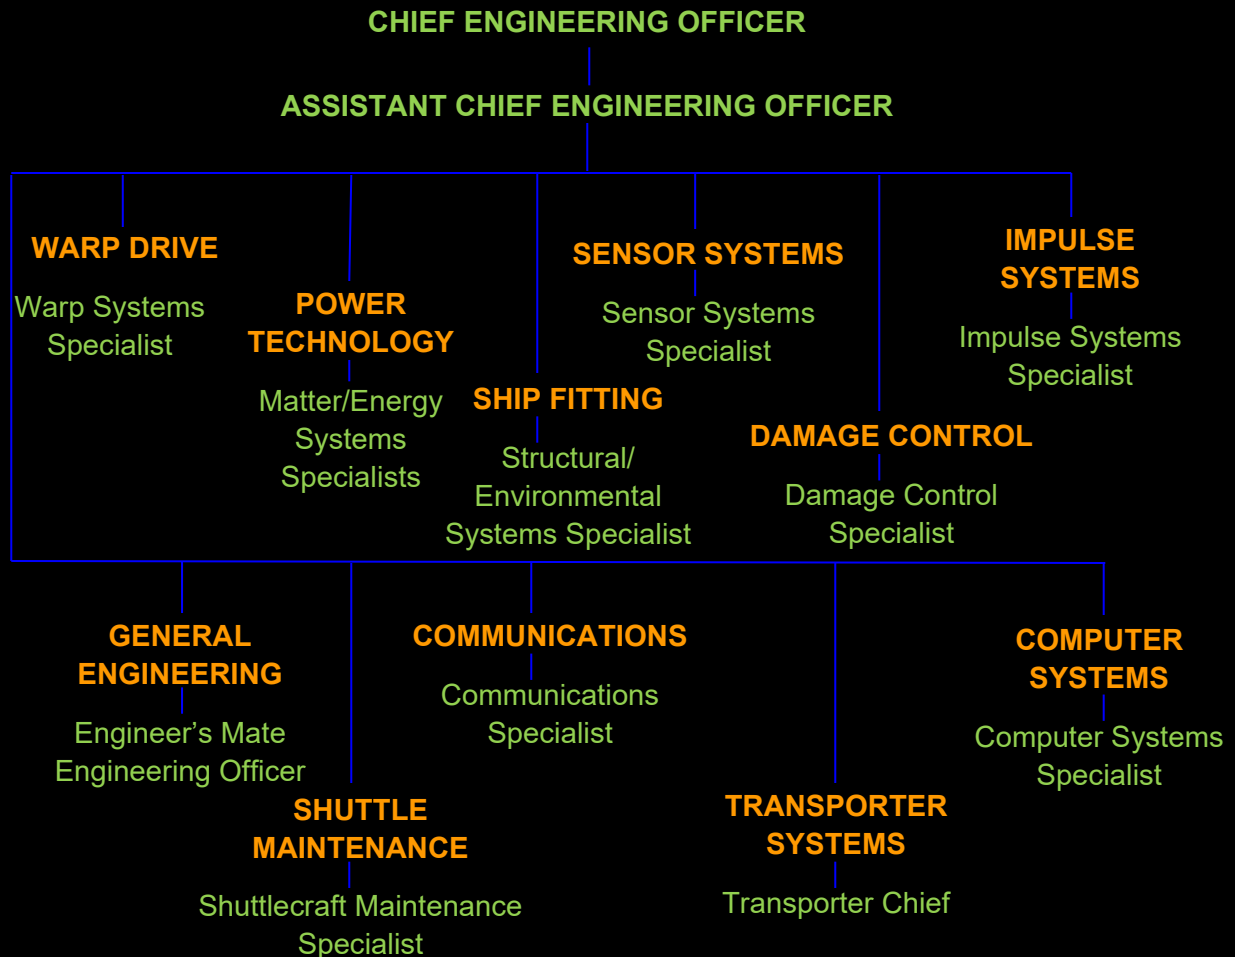 CHIEF ENGINEERING OFFICER
ASSISTANT CHIEF ENGINEERING OFFICER
WARP DRIVE
Warp Systems
Specialist
POWER
TECHNOLOGY
Matter/Energy
Systems
Specialists
SHIP FITTING
Structural/
Environmental
Systems Specialist
SENSOR SYSTEMS
Sensor Systems
Specialist
DAMAGE CONTROL
Damage Control
Specialist
IMPULSE
SYSTEMS
Impulse Systems
Specialist
GENERAL
ENGINEERING
Engineer’s Mate
Engineering Officer
SHUTTLE
MAINTENANCE
Shuttlecraft Maintenance
Specialist
COMMUNICATIONS
Communications
Specialist
TRANSPORTER
SYSTEMS
Transporter Chief
COMPUTER
SYSTEMS
Computer Systems
Specialist